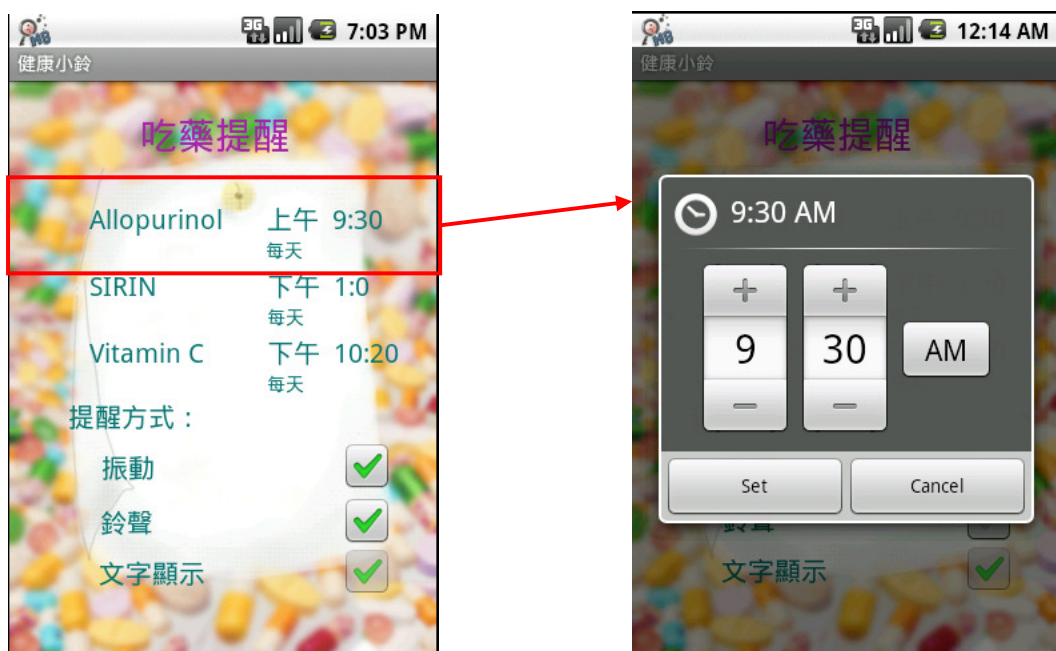 7:03 PM
健康小鈴
吃藥提醒
Allopurinol 上午 9:30
每天
SIRIN 下午 1:0
每天
Vitamin C 下午 10:20
每天
提醒方式：
振動
鈴聲
文字顯示
12:14 AM
健康小鈴
吃藥提醒
9:30 AM
9 30 AM
Set Cancel
鈴聲
文字顯示